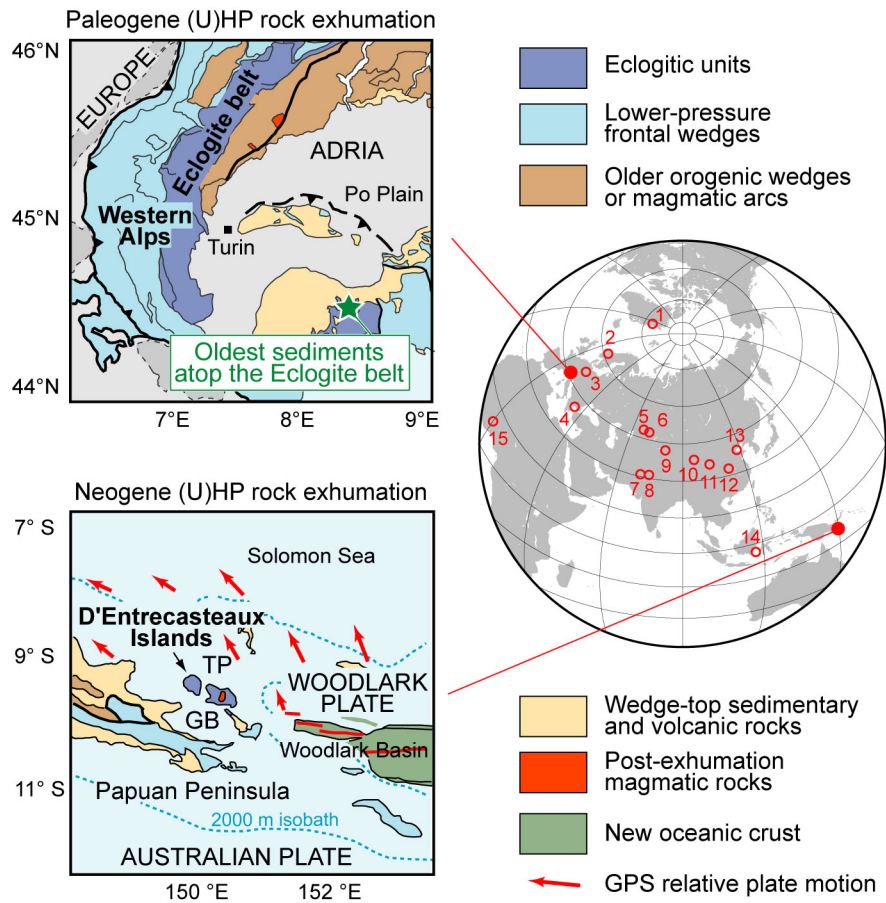 Paleogene (U)HP rock exhumation
46°N
45°N
44°N
7°E
8°E
9°E
EUROPE
Eclogite belt
ADRIA
Po Plain
Western
Alps
Turin
Oldest sediments
atop the Eclogite belt
Eclogitic units
Lower-pressure
frontal wedges
Older orogenic wedges
or magmatic arcs
1
2
3
4
5
6
7
8
9
10
11
12
13
14
15
Neogene (U)HP rock exhumation
7° S
9° S
11° S
150 °E
152 °E
Solomon Sea
D'Entrecasteaux
Islands
TP
WOODLARK
PLATE
GB
Woodlark Basin
Papuan Peninsula
2000 m isobath
AUSTRALIAN PLATE
Wedge-top sedimentary
and volcanic rocks
Post-exhumation
magmatic rocks
New oceanic crust
GPS relative plate motion